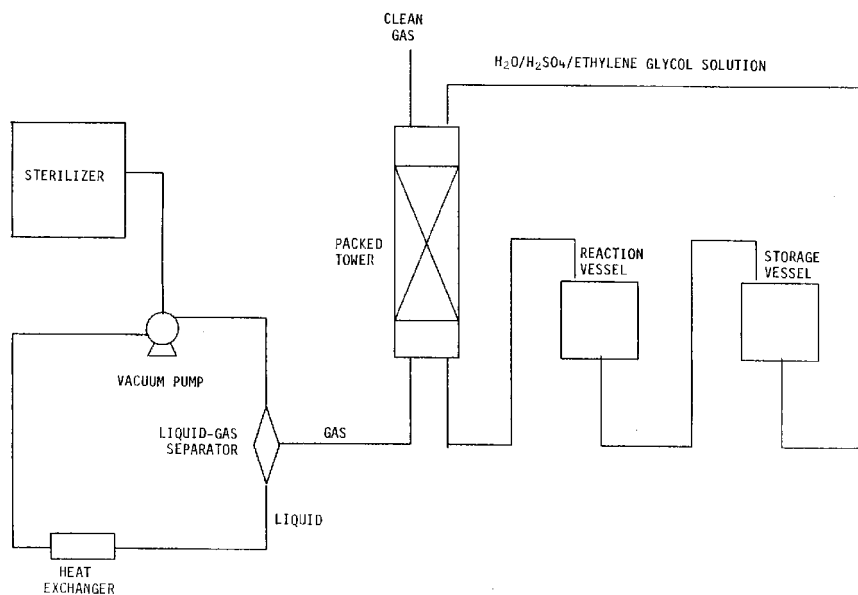 CLEAN
GAS
H₂O/H₂SO₄/ETHYLENE GLYCOL SOLUTION
STERILIZER
PACKED
TOWER
REACTION
VESSEL
STORAGE
VESSEL
VACUUM PUMP
LIQUID-GAS
SEPARATOR
GAS
LIQUID
HEAT
EXCHANGER